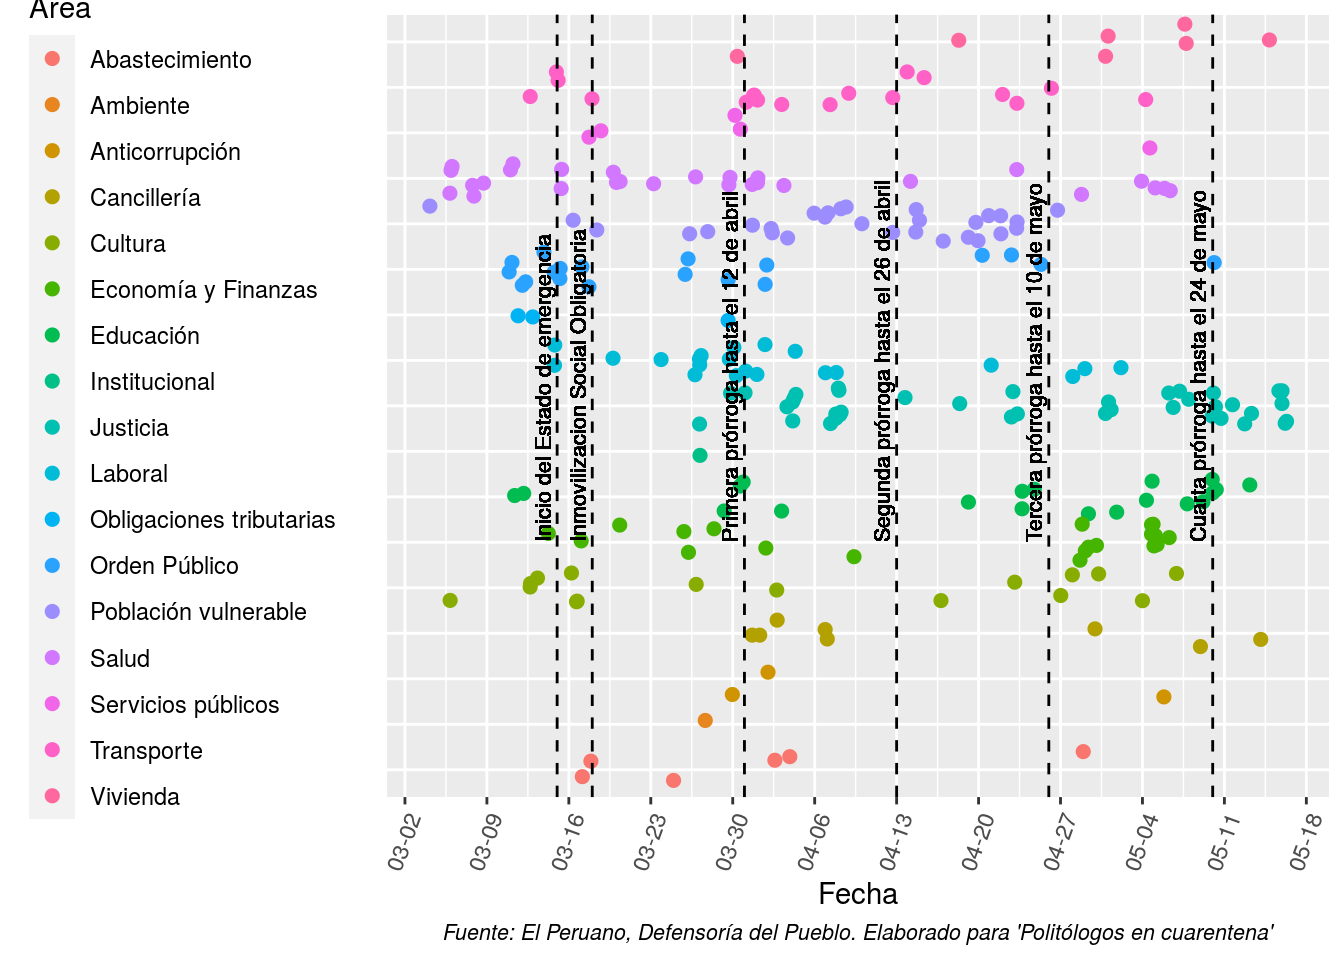 Área
Abastecimiento
Ambiente
Anticorrupción
Cancillería
Cultura
Economía y Finanzas
Educación
Institucional
Justicia
Laboral
Obligaciones tributarias
Orden Público
Población vulnerable
Salud
Servicios públicos
Transporte
Vivienda
Inicio del Estado de emergencia
Inmovilizacion Social Obligatoria
Primera prórroga hasta el 12 de abril
Segunda prórroga hasta el 26 de abril
Tercera prórroga hasta el 10 de mayo
Cuarta prórroga hasta el 24 de mayo
03-02
03-09
03-16
03-23
03-30
04-06
04-13
04-20
04-27
05-04
05-11
05-18
Fecha
Fuente: El Peruano, Defensoría del Pueblo. Elaborado para 'Politólogos en cuarentena'